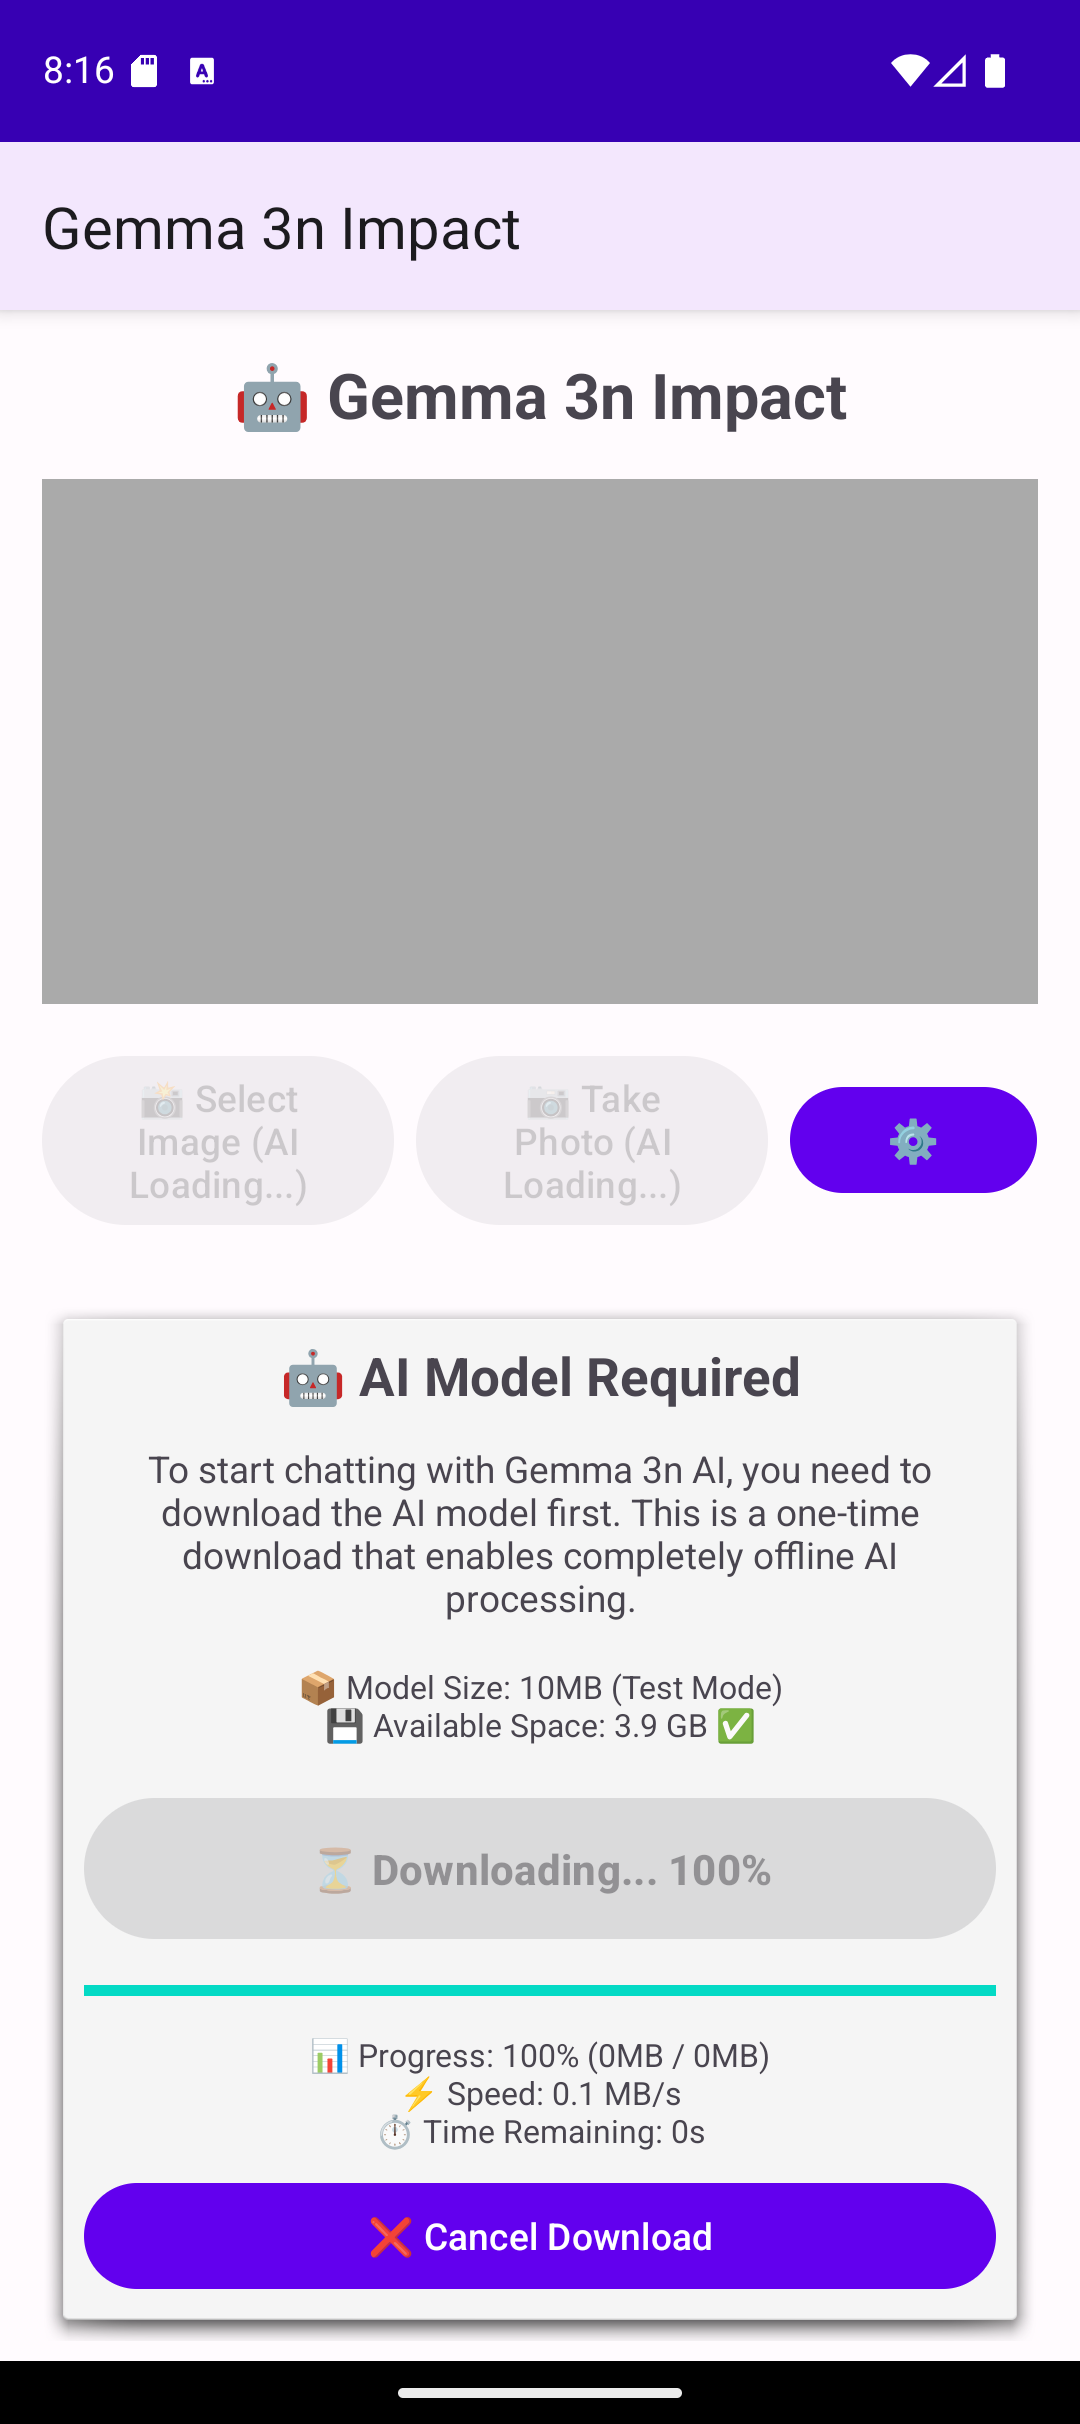 8:16
Gemma 3n Impact
🤖 Gemma 3n Impact
📸 Select
Image (AI
Loading...)
📷 Take
Photo (AI
Loading...)
⚙️
🤖 AI Model Required
To start chatting with Gemma 3n AI, you need to
download the AI model first. This is a one-time
download that enables completely offline AI
processing.
📦 Model Size: 10MB (Test Mode)
💾 Available Space: 3.9 GB ✅
⏳ Downloading... 100%
📊 Progress: 100% (0MB / 0MB)
⚡ Speed: 0.1 MB/s
⏱️ Time Remaining: 0s
❌ Cancel Download